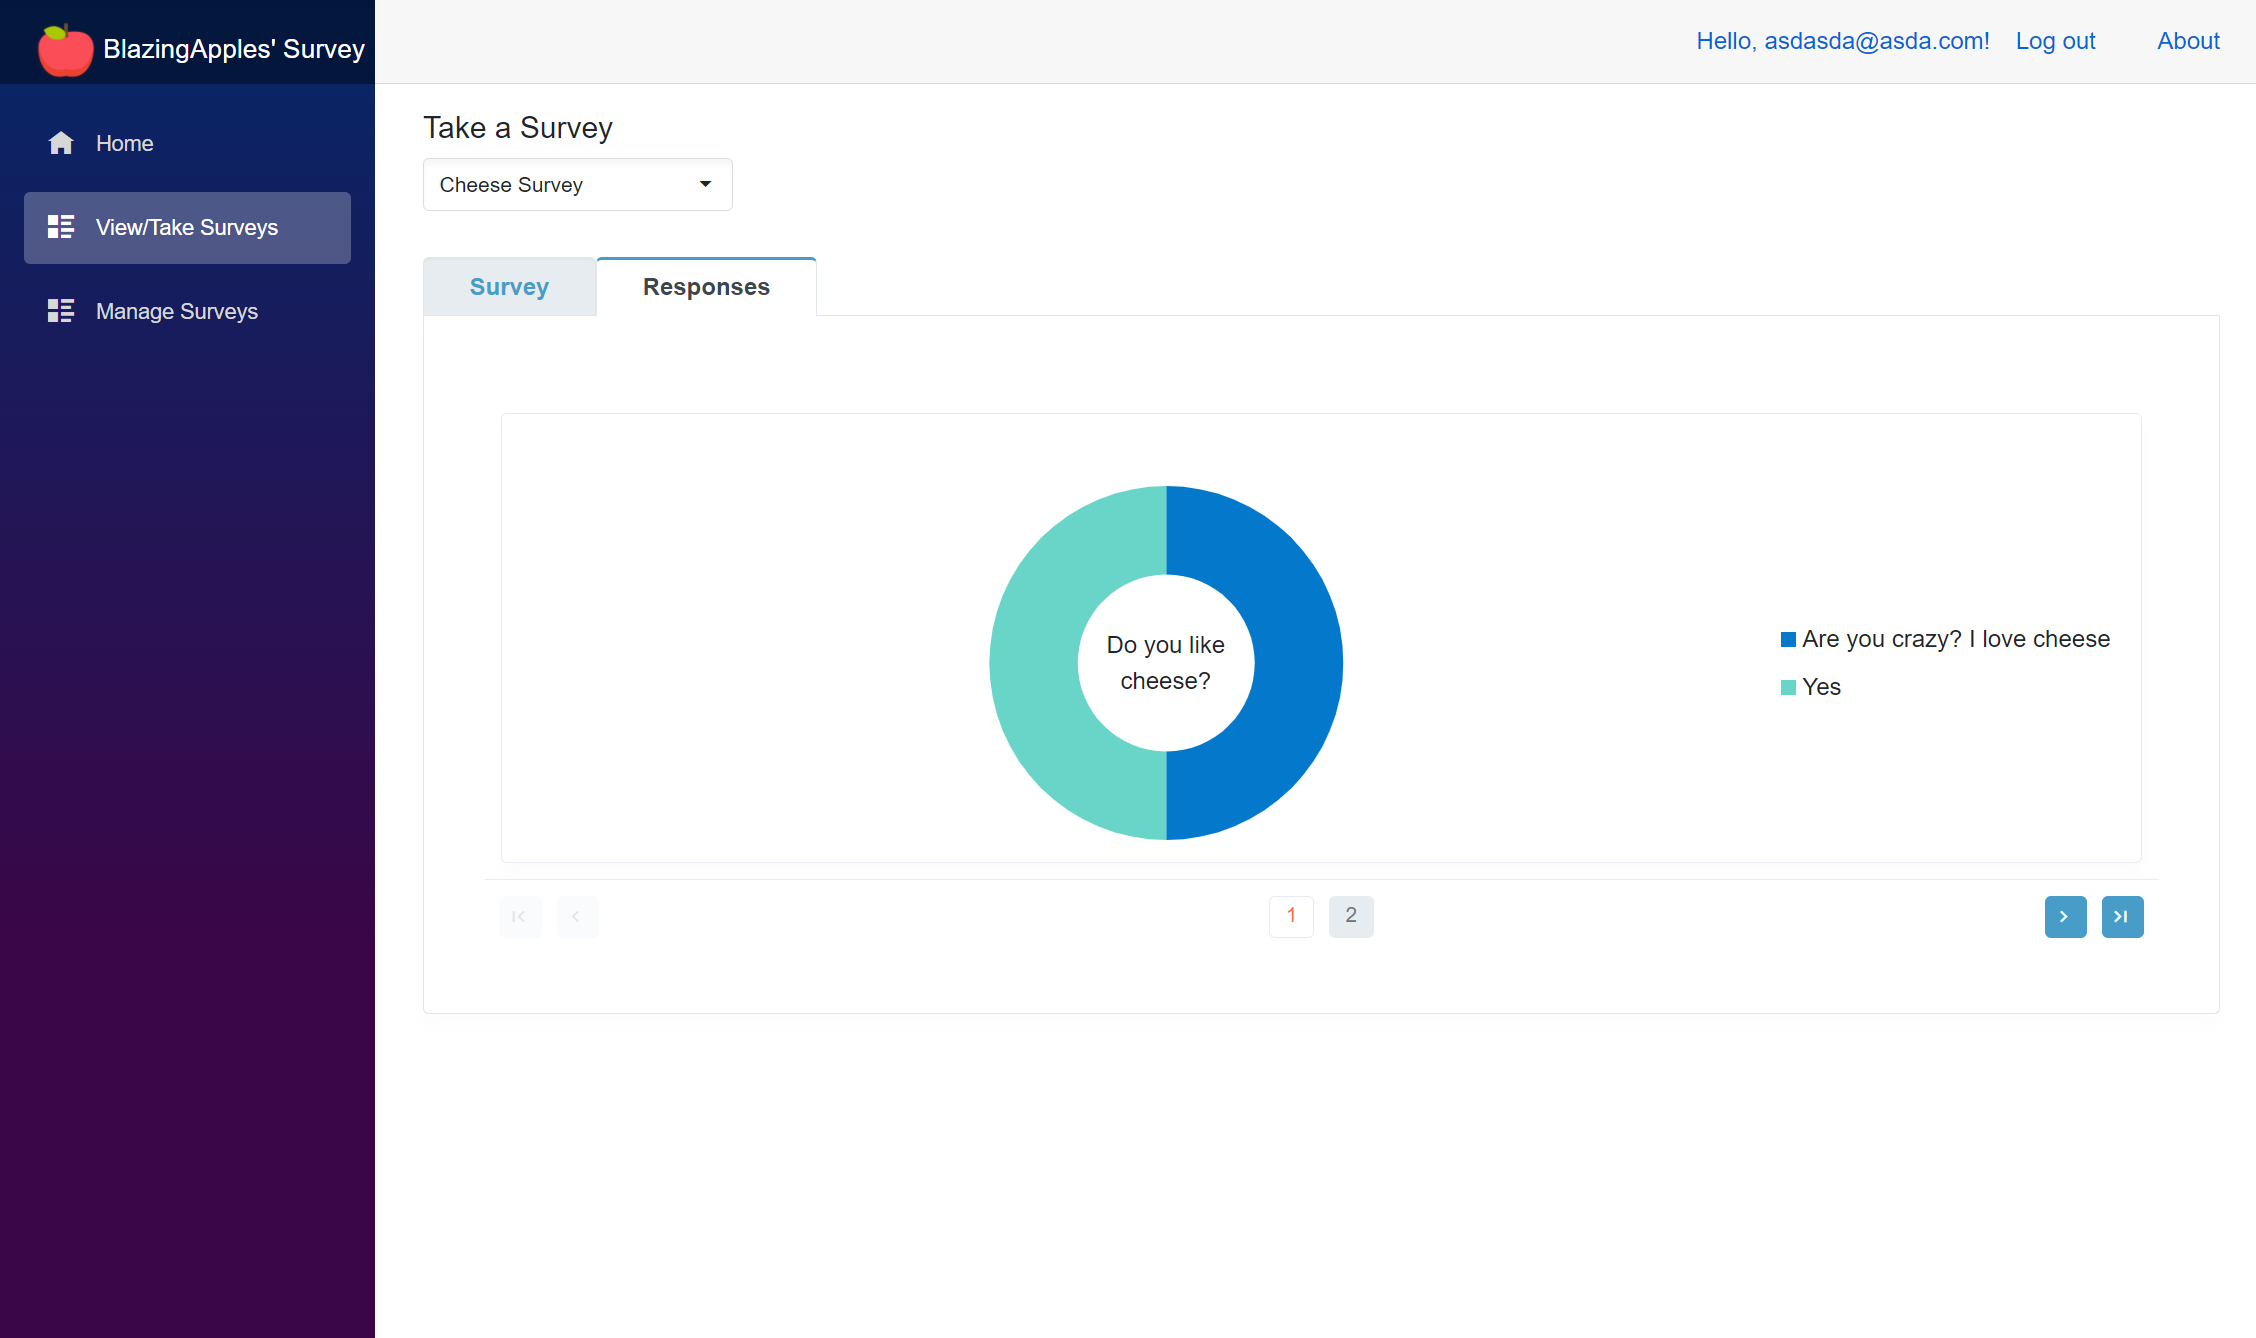 BlazingApples' Survey
Hello, asdasda@asda.com! Log out About
Home
View/Take Surveys
Manage Surveys
Take a Survey
Cheese Survey
Survey Responses
Do you like
cheese?
Are you crazy? I love cheese
Yes
1 2